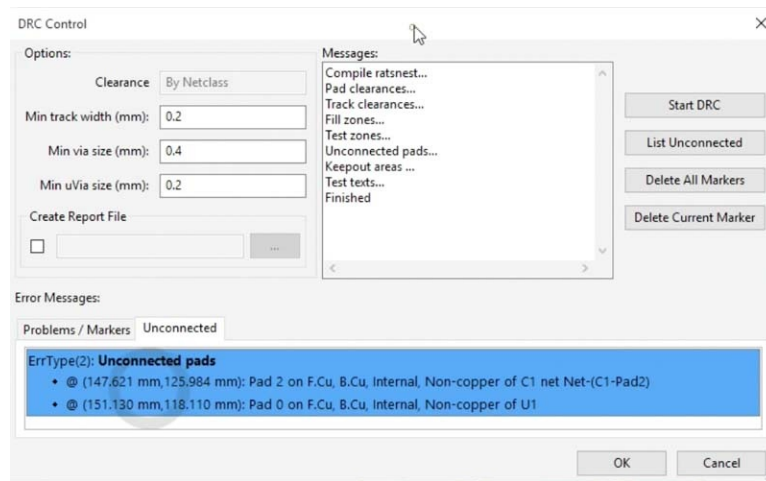 DRC Control
Options:
Clearance By Netclass
Min track width (mm): 0.2
Min via size (mm): 0.4
Min uVia size (mm): 0.2
Create Report File
...
Messages:
Compile ratsnest...
Pad clearances...
Track clearances...
Fill zones...
Test zones...
Unconnected pads...
Keepout areas ...
Test texts...
Finished
Start DRC
List Unconnected
Delete All Markers
Delete Current Marker
Error Messages:
Problems / Markers Unconnected
ErrType(2): Unconnected pads
• @ (147.621 mm,125.984 mm): Pad 2 on F.Cu, B.Cu, Internal, Non-copper of C1 net Net-(C1-Pad2)
• @ (151.130 mm,118.110 mm): Pad 0 on F.Cu, B.Cu, Internal, Non-copper of U1
OK Cancel